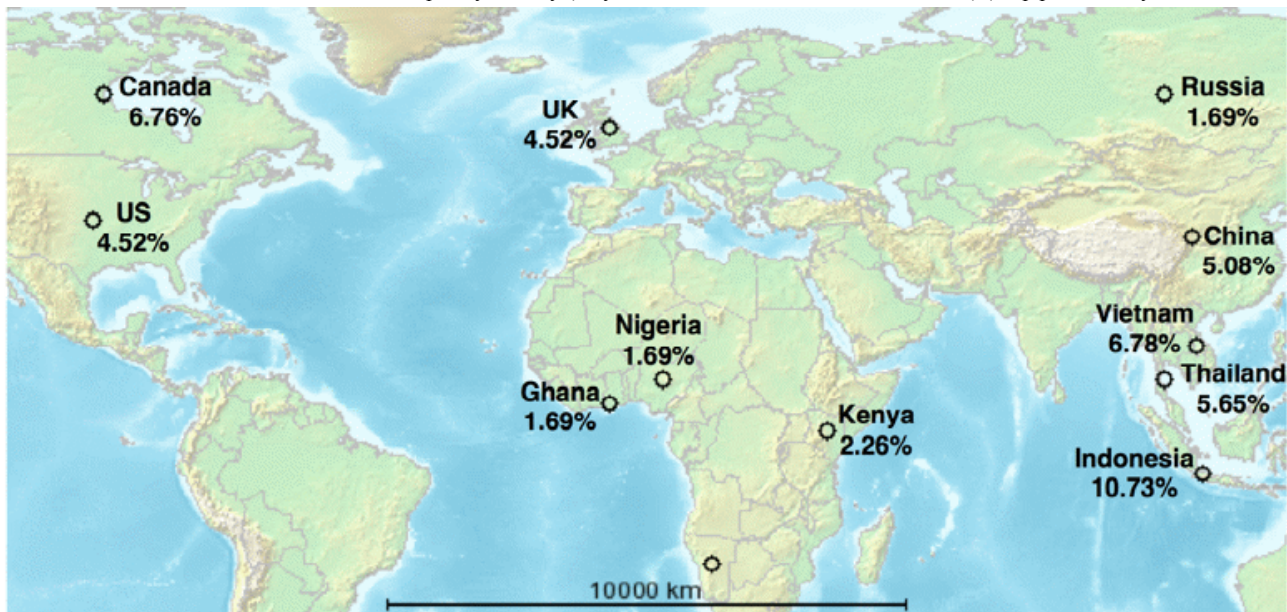 Canada
6.76%
UK
4.52%
Russia
1.69%
US
4.52%
China
5.08%
Vietnam
6.78%
Nigeria
1.69%
Thailand
5.65%
Ghana
1.69%
Kenya
2.26%
Indonesia
10.73%
10000 km